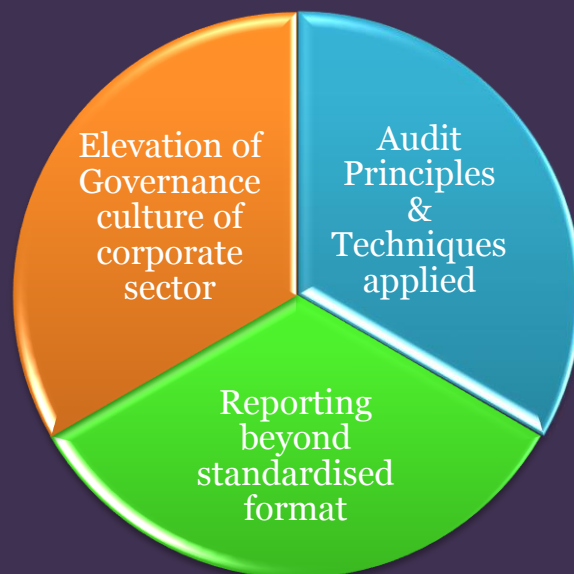 Elevation of
Governance
culture of
corporate
sector
Audit
Principles
&
Techniques
applied
Reporting
beyond
standardised
format